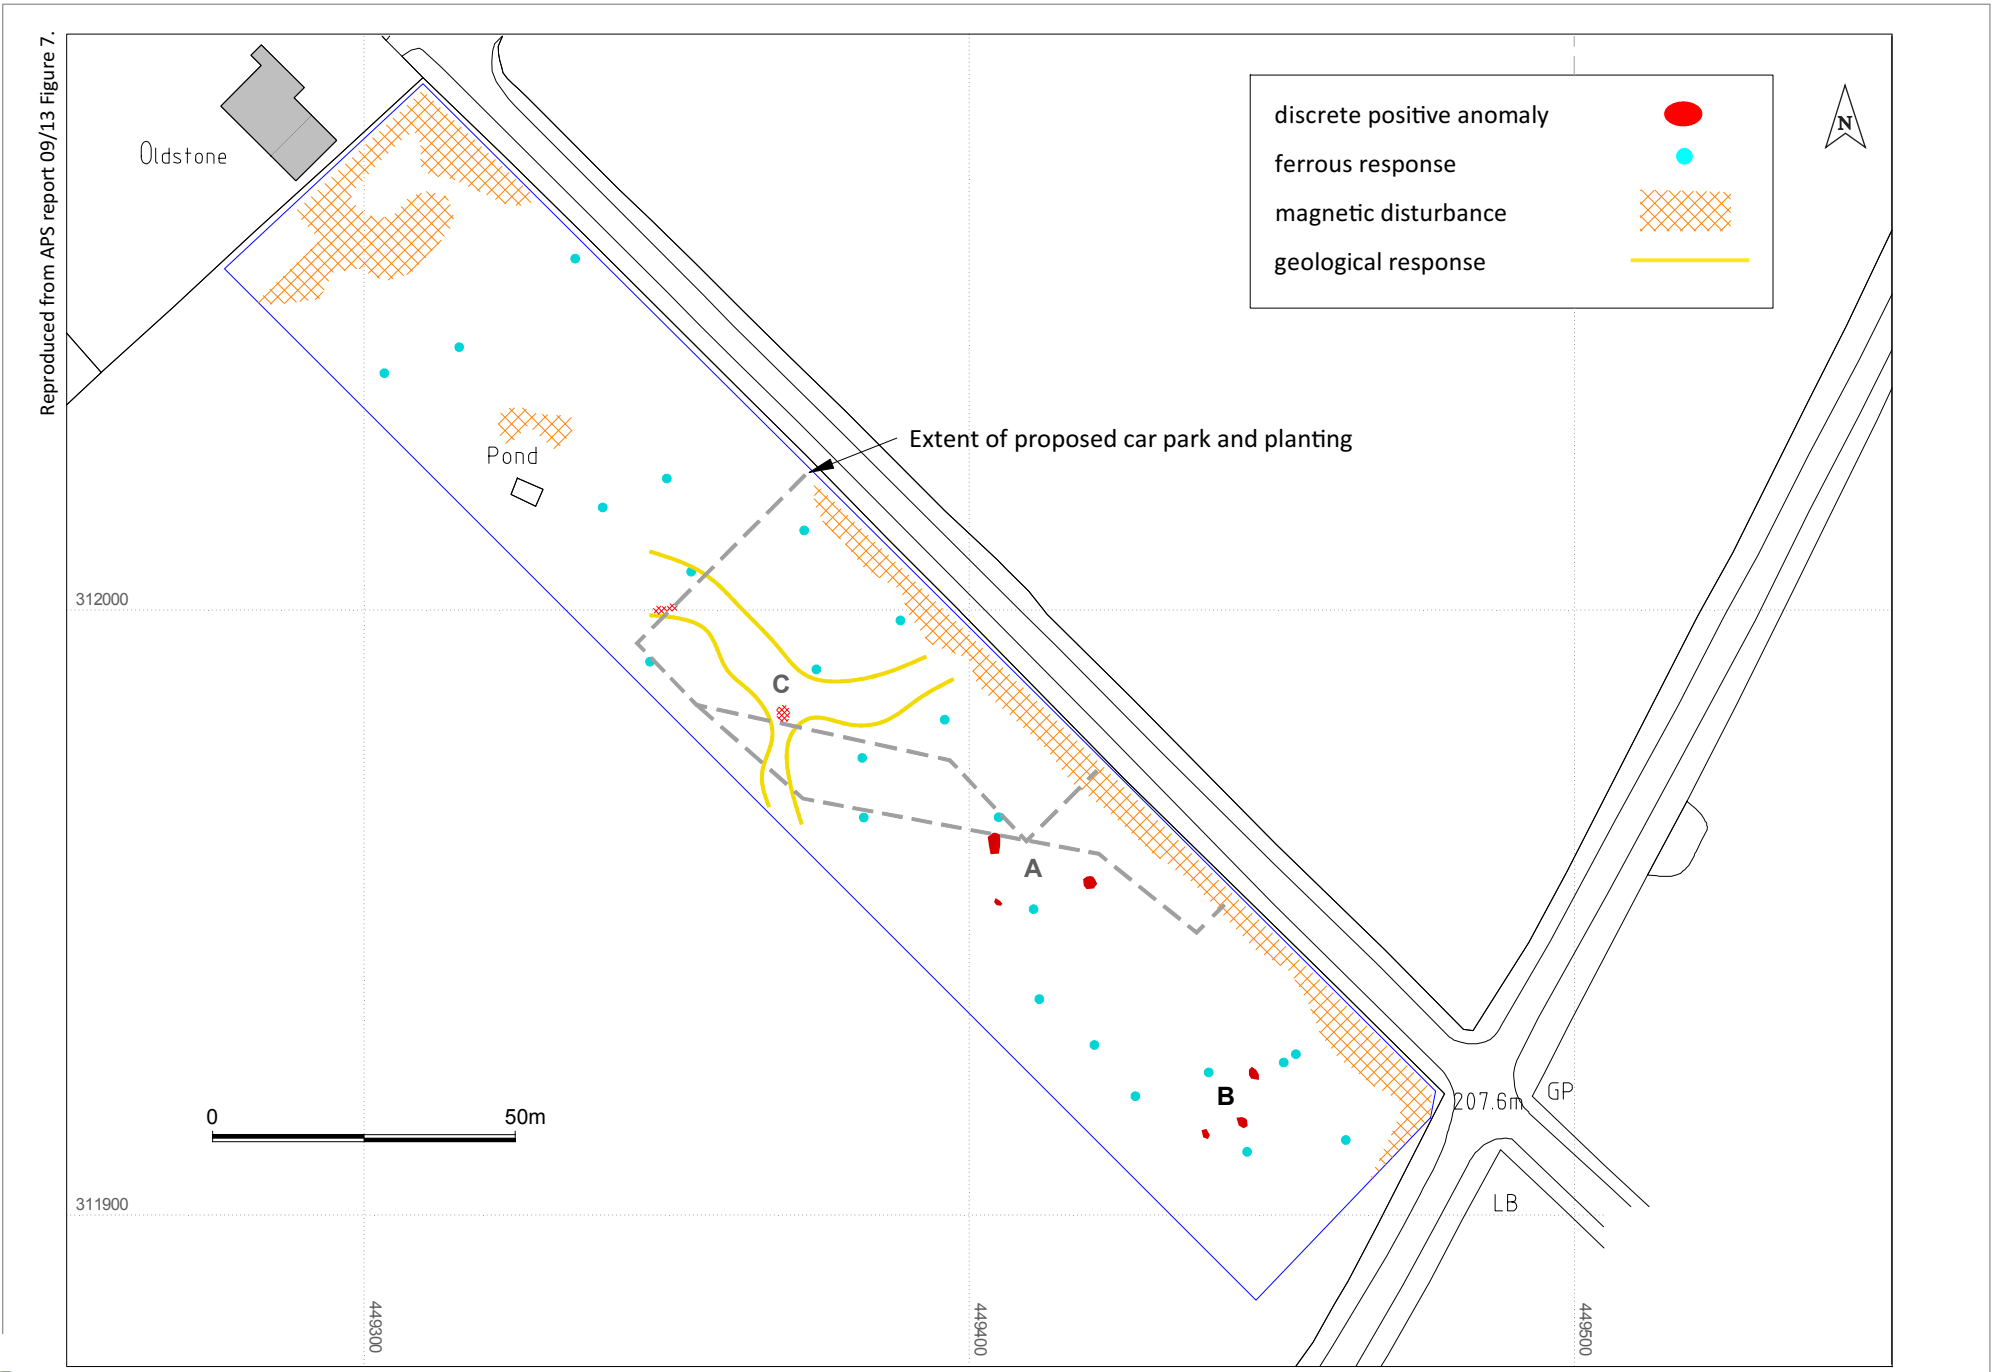 Reproduced from APS report 09/13 Figure 7.
Oldstone
discrete positive anomaly
ferrous response
magnetic disturbance
geological response
N
Extent of proposed car park and planting
Pond
312000
C
A
B
0 50m
207.6m
GP
LB
311900
449300
449400
449500